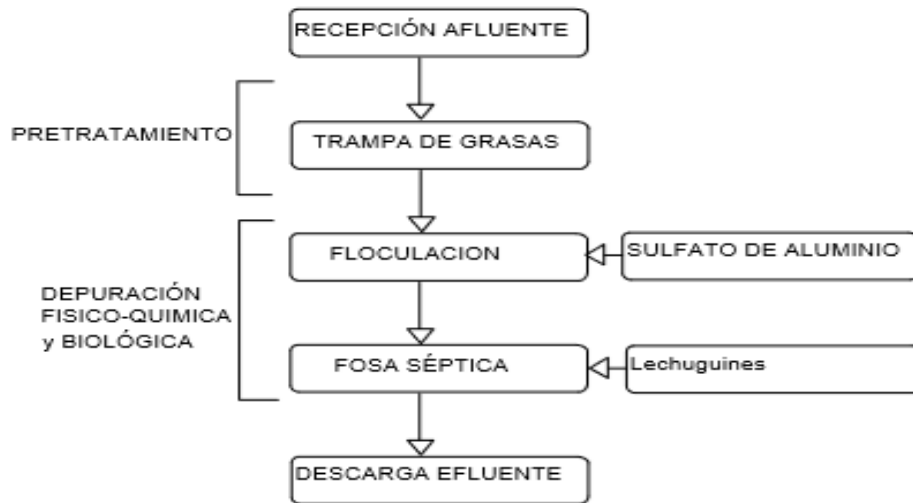 RECEPCIÓN AFLUENTE
PRETRATAMIENTO
TRAMPA DE GRASAS
FLOCULACION
SULFATO DE ALUMINIO
DEPURACIÓN
FISICO-QUIMICA
y BIOLÓGICA
FOSA SÉPTICA
Lechuguines
DESCARGA EFLUENTE